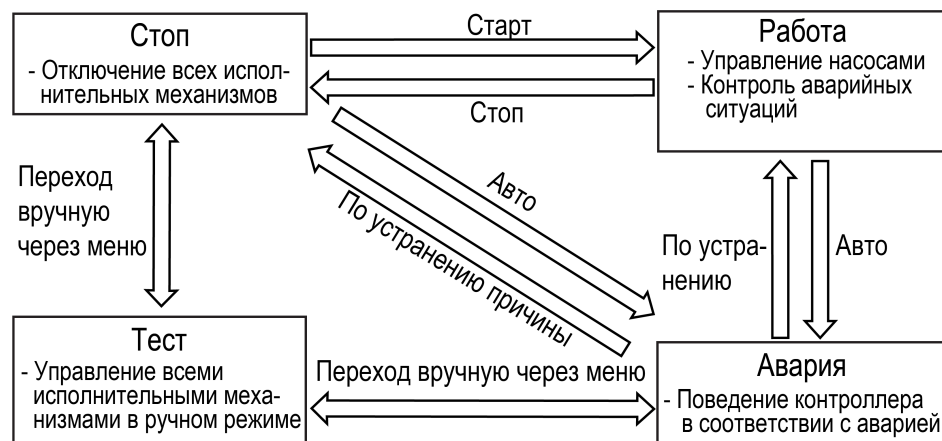 Стоп
- Отключение всех испол-
нительных механизмов
Старт
Стоп
Работа
- Управление насосами
- Контроль аварийных
ситуаций
Переход
вручную
через меню
Авто
По устранению причины
По устра-
нению
Авто
Тест
- Управление всеми
исполнительными меха-
низмами в ручном режиме
Переход вручную через меню
Авария
- Поведение контроллера
в соответствии с аварией